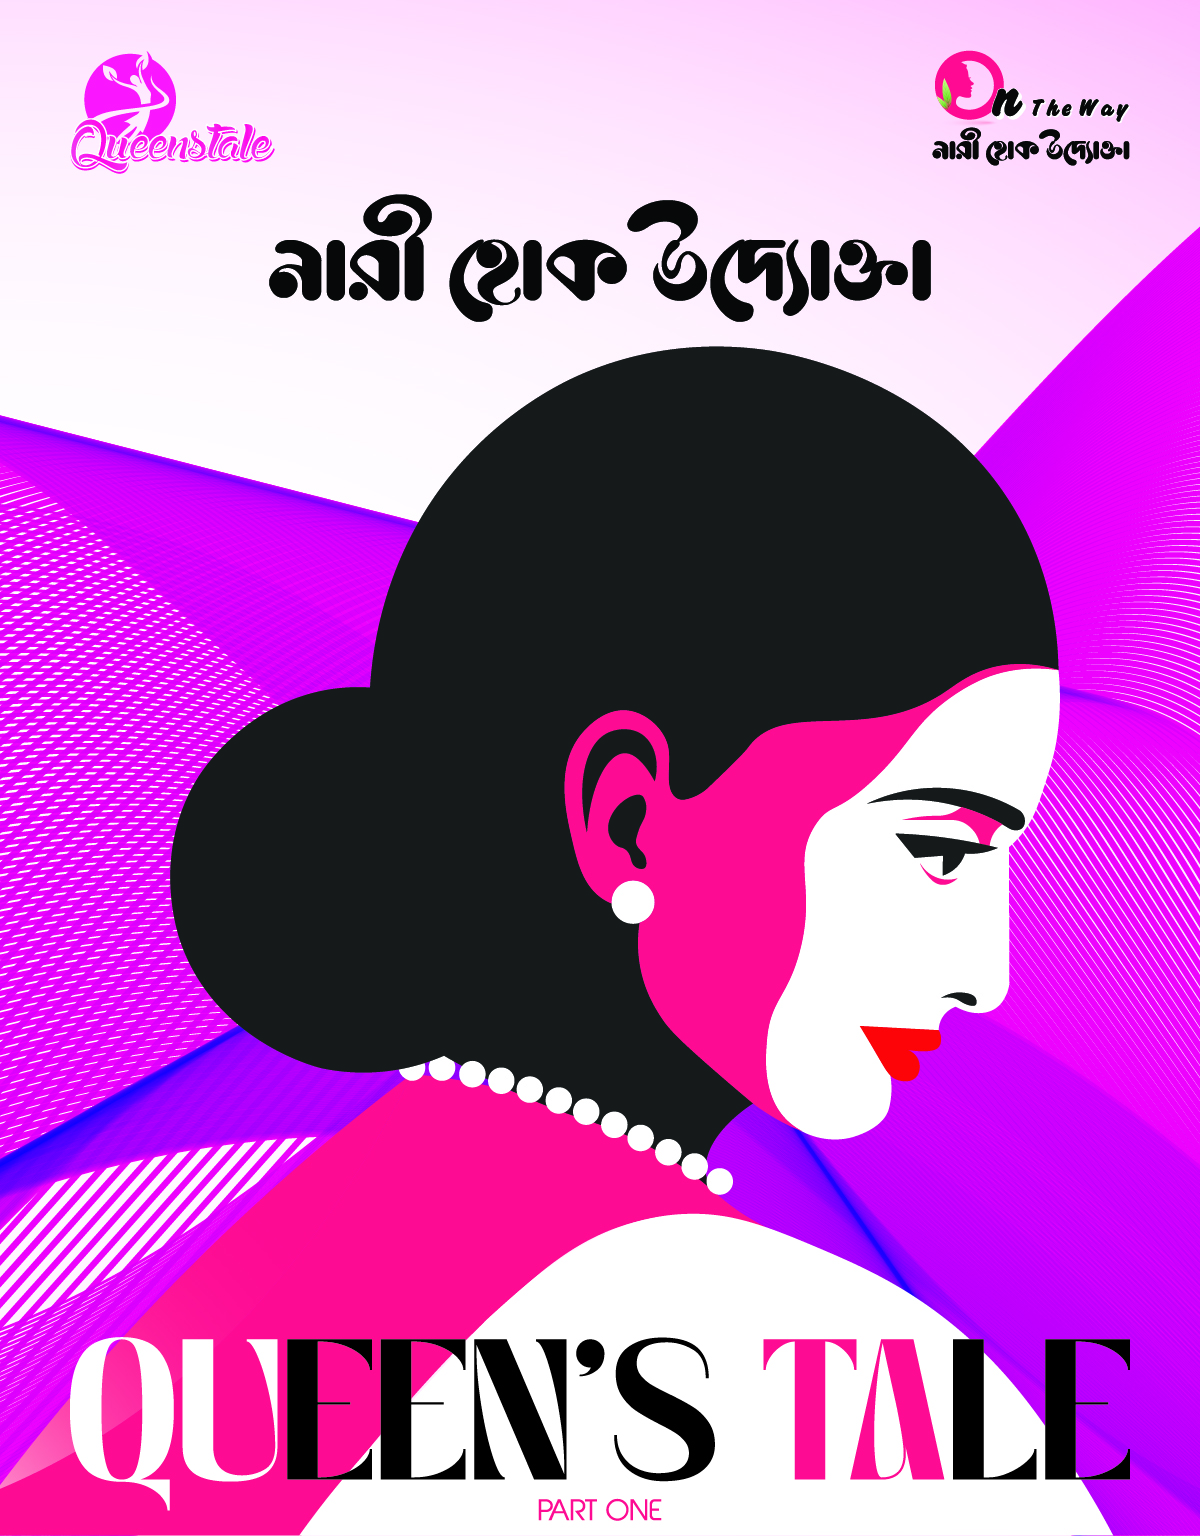 Queenstale
On The Way
নারী হোক উদ্যোক্তা
নারী হোক উদ্যোক্তা
QUEEN'S TALE
PART ONE